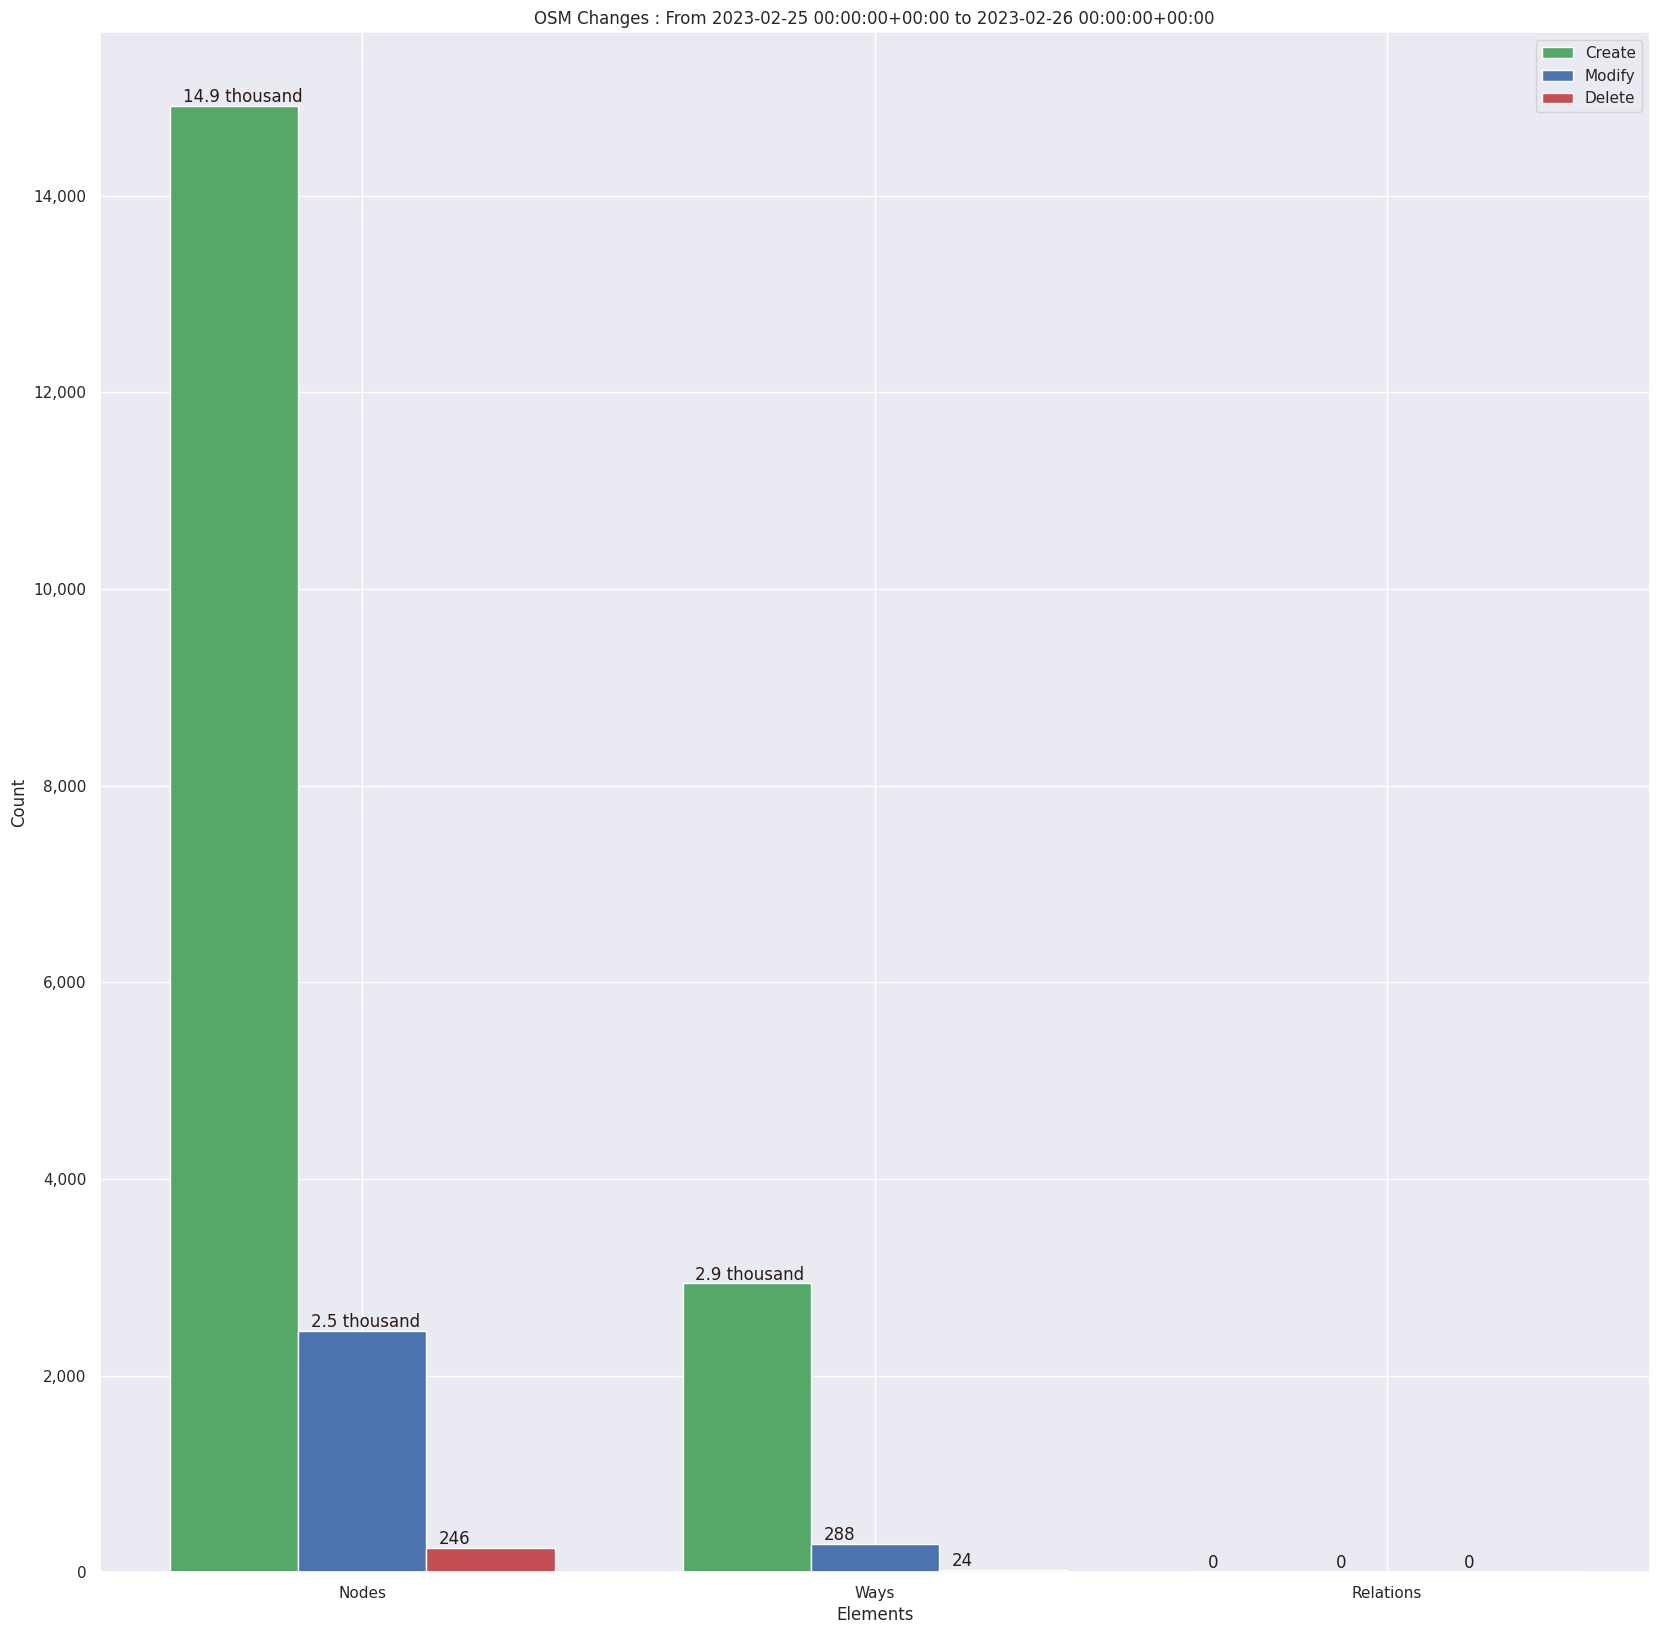 OSM Changes : From 2023-02-25 00:00:00+00:00 to 2023-02-26 00:00:00+00:00
Create
Modify
Delete
14.9 thousand
14,000
12,000
10,000
8,000
Count
6,000
4,000
2.9 thousand
2.5 thousand
2,000
246
288
24
0
0
0
0
Nodes
Ways
Relations
Elements